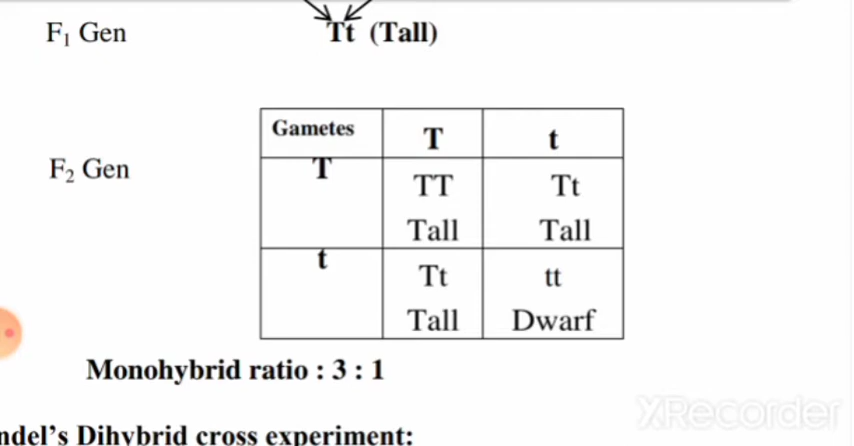 F₁ Gen Tt (Tall)
Gametes T t
F₂ Gen T TT Tt
Tall Tall
t Tt tt
Tall Dwarf
Monohybrid ratio : 3 : 1
ndel's Dihybrid cross experiment:
XRecorder